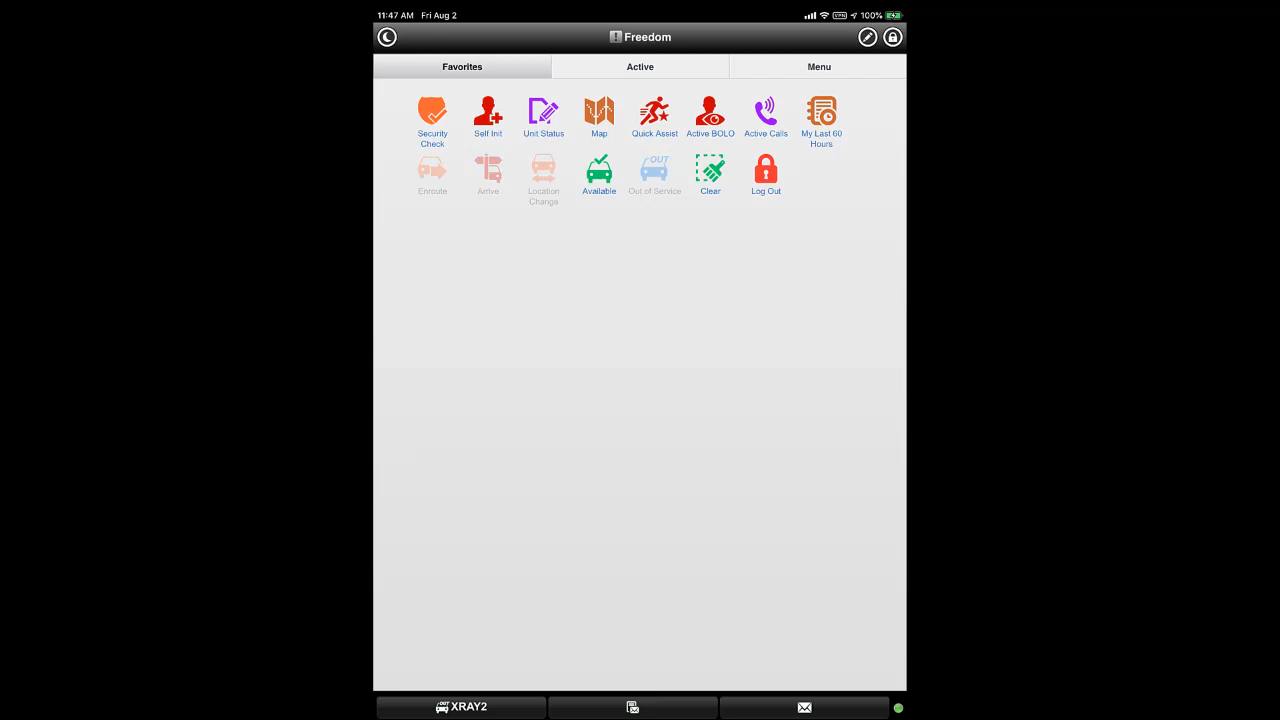 11:47 AM Fri Aug 2
VPN 100%
Freedom
Favorites Active Menu
Security Check
Self Init
Unit Status
Map
Quick Assist
Active BOLO
Active Calls
My Last 60 Hours
Enroute
Arrive
Location Change
Available
OUT
Out of Service
Clear
Log Out
OUT XRAY2